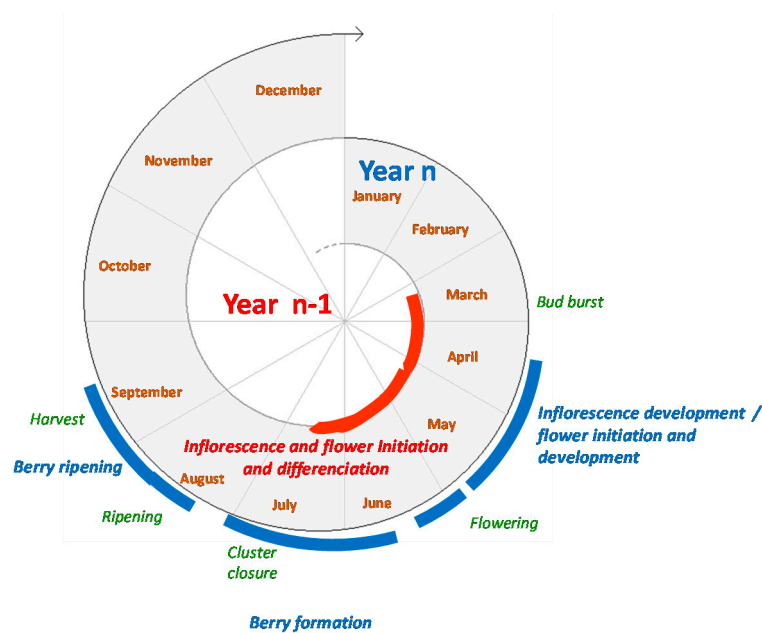 December
November
Year n
January
February
October
Year n-1
March
Bud burst
April
September
Harvest
May
Inflorescence development /
flower initiation and
development
Inflorescence and flower Initiation
and differenciation
Berry ripening
August
July
June
Ripening
Flowering
Cluster
closure
Berry formation